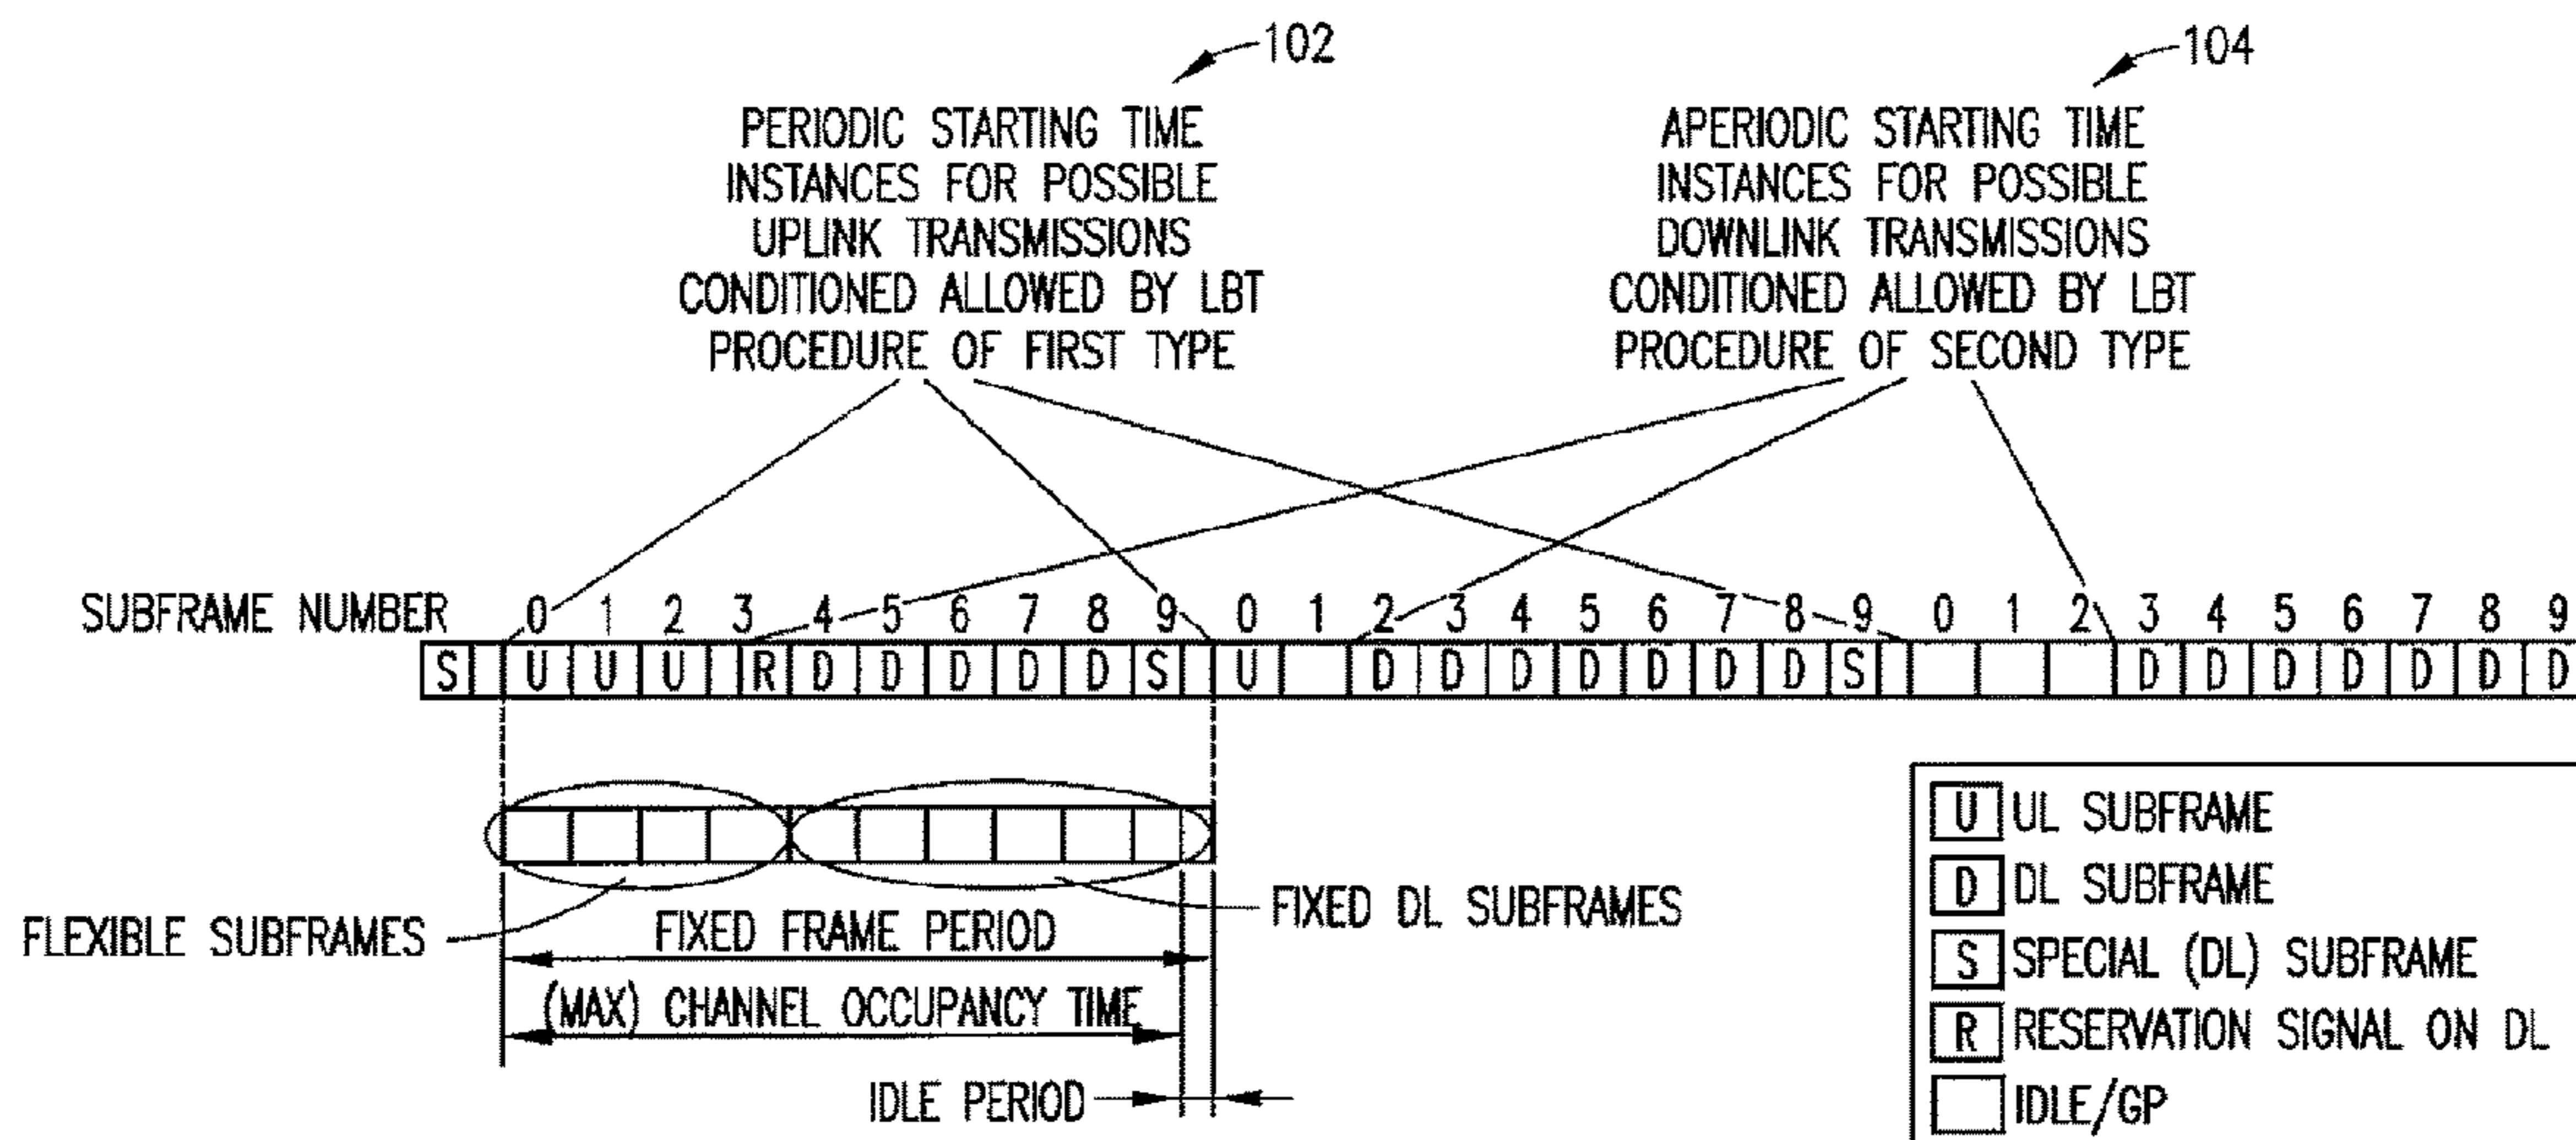 102
104
PERIODIC STARTING TIME
INSTANCES FOR POSSIBLE
UPLINK TRANSMISSIONS
CONDITIONED ALLOWED BY LBT
PROCEDURE OF FIRST TYPE
APERIODIC STARTING TIME
INSTANCES FOR POSSIBLE
DOWNLINK TRANSMISSIONS
CONDITIONED ALLOWED BY LBT
PROCEDURE OF SECOND TYPE
SUBFRAME NUMBER 0 1 2 3 4 5 6 7 8 9 0 1 2 3 4 5 6 7 8 9 0 1 2 3 4 5 6 7 8 9
S U U U R D D D D D S U D D D D D D D S D D D D D D D
FLEXIBLE SUBFRAMES
FIXED DL SUBFRAMES
FIXED FRAME PERIOD
(MAX) CHANNEL OCCUPANCY TIME
IDLE PERIOD
U UL SUBFRAME
D DL SUBFRAME
S SPECIAL (DL) SUBFRAME
R RESERVATION SIGNAL ON DL
IDLE/GP